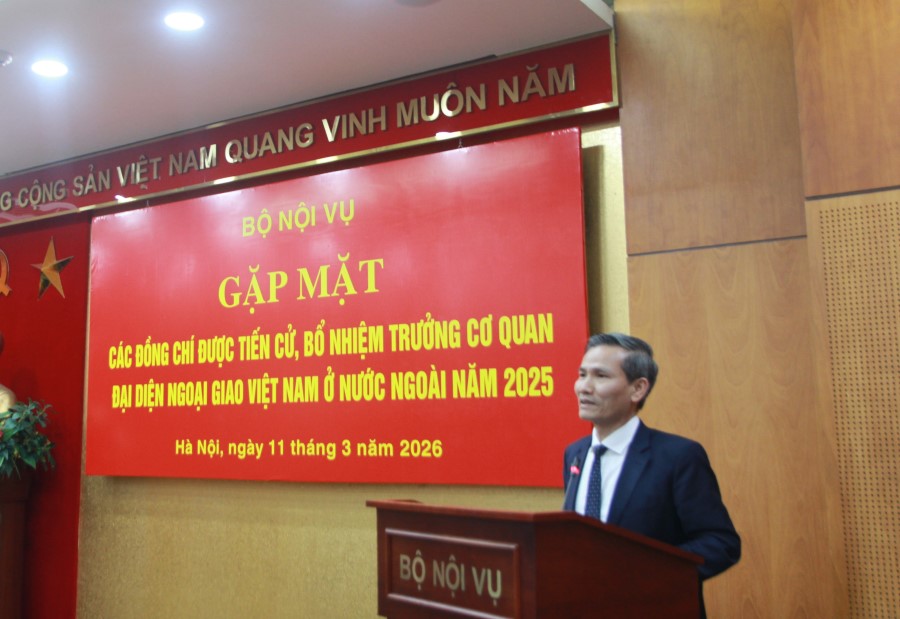 CỘNG SẢN VIỆT NAM QUANG VINH MUÔN NĂM
BỘ NỘI VỤ
GẶP MẶT
CÁC ĐỒNG CHÍ ĐƯỢC TIẾN CỬ, BỔ NHIỆM TRƯỞNG CƠ QUAN
ĐẠI DIỆN NGOẠI GIAO VIỆT NAM Ở NƯỚC NGOÀI NĂM 2025
Hà Nội, ngày 11 tháng 3 năm 2026
BỘ NỘI VỤ